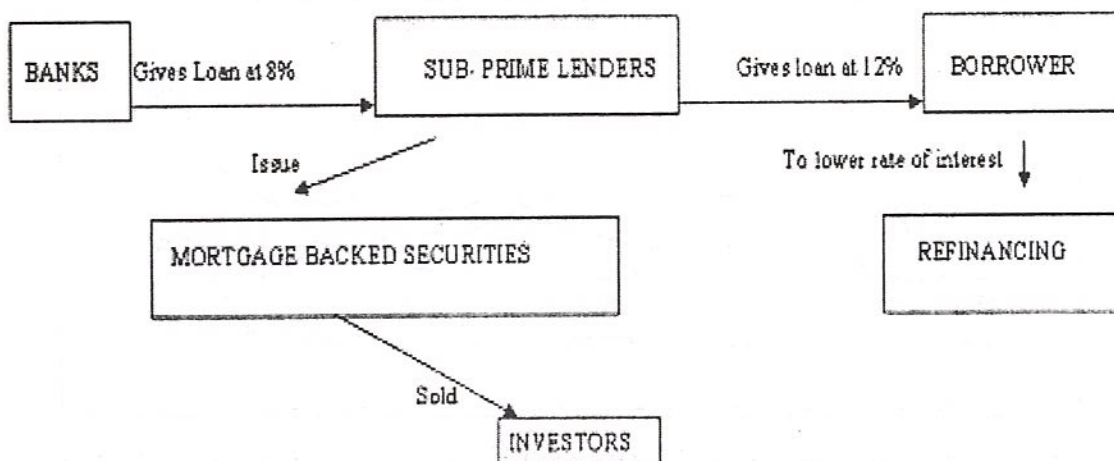 BANKS
Gives Loan at 8%
SUB- PRIME LENDERS
Gives loan at 12%
BORROWER
Issue
To lower rate of interest
MORTGAGE BACKED SECURITIES
REFINANCING
Sold
INVESTORS